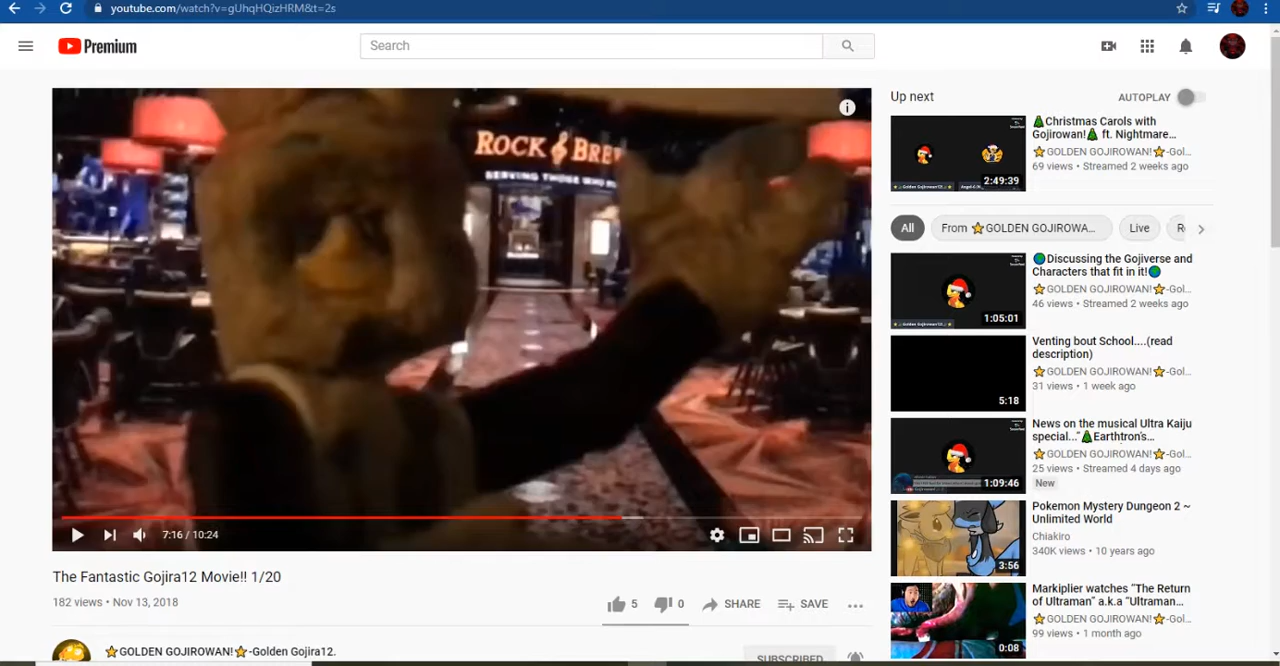 youtube.com/watch?v=gUhqHQizHRM&t=2s
Premium
Search
ROCK & BRE
SERVING THOSE WHO
7:16 / 10:24
The Fantastic Gojira12 Movie!! 1/20
182 views • Nov 13, 2018
5
0
SHARE
SAVE
⭐GOLDEN GOJIROWAN!⭐-Golden Gojira12.
SUBSCRIBED
Up next
AUTOPLAY
🎄Christmas Carols with
Gojirowan!🎄 ft. Nightmare...
⭐GOLDEN GOJIROWAN!⭐-Gol...
69 views • Streamed 2 weeks ago
2:49:39
All
From ⭐GOLDEN GOJIROWA...
Live
🌎Discussing the Gojiverse and
Characters that fit in it!🌎
⭐GOLDEN GOJIROWAN!⭐-Gol...
46 views • Streamed 2 weeks ago
1:05:01
Venting bout School....(read
description)
⭐GOLDEN GOJIROWAN!⭐-Gol...
31 views • 1 week ago
5:18
News on the musical Ultra Kaiju
special..."🎄Earthtron's...
⭐GOLDEN GOJIROWAN!⭐-Gol...
25 views • Streamed 4 days ago
New
1:09:46
Pokemon Mystery Dungeon 2 ~
Unlimited World
Chiakiro
340K views • 10 years ago
3:56
Markiplier watches "The Return
of Ultraman" a.k.a "Ultraman...
⭐GOLDEN GOJIROWAN!⭐-Gol...
99 views • 1 month ago
0:08